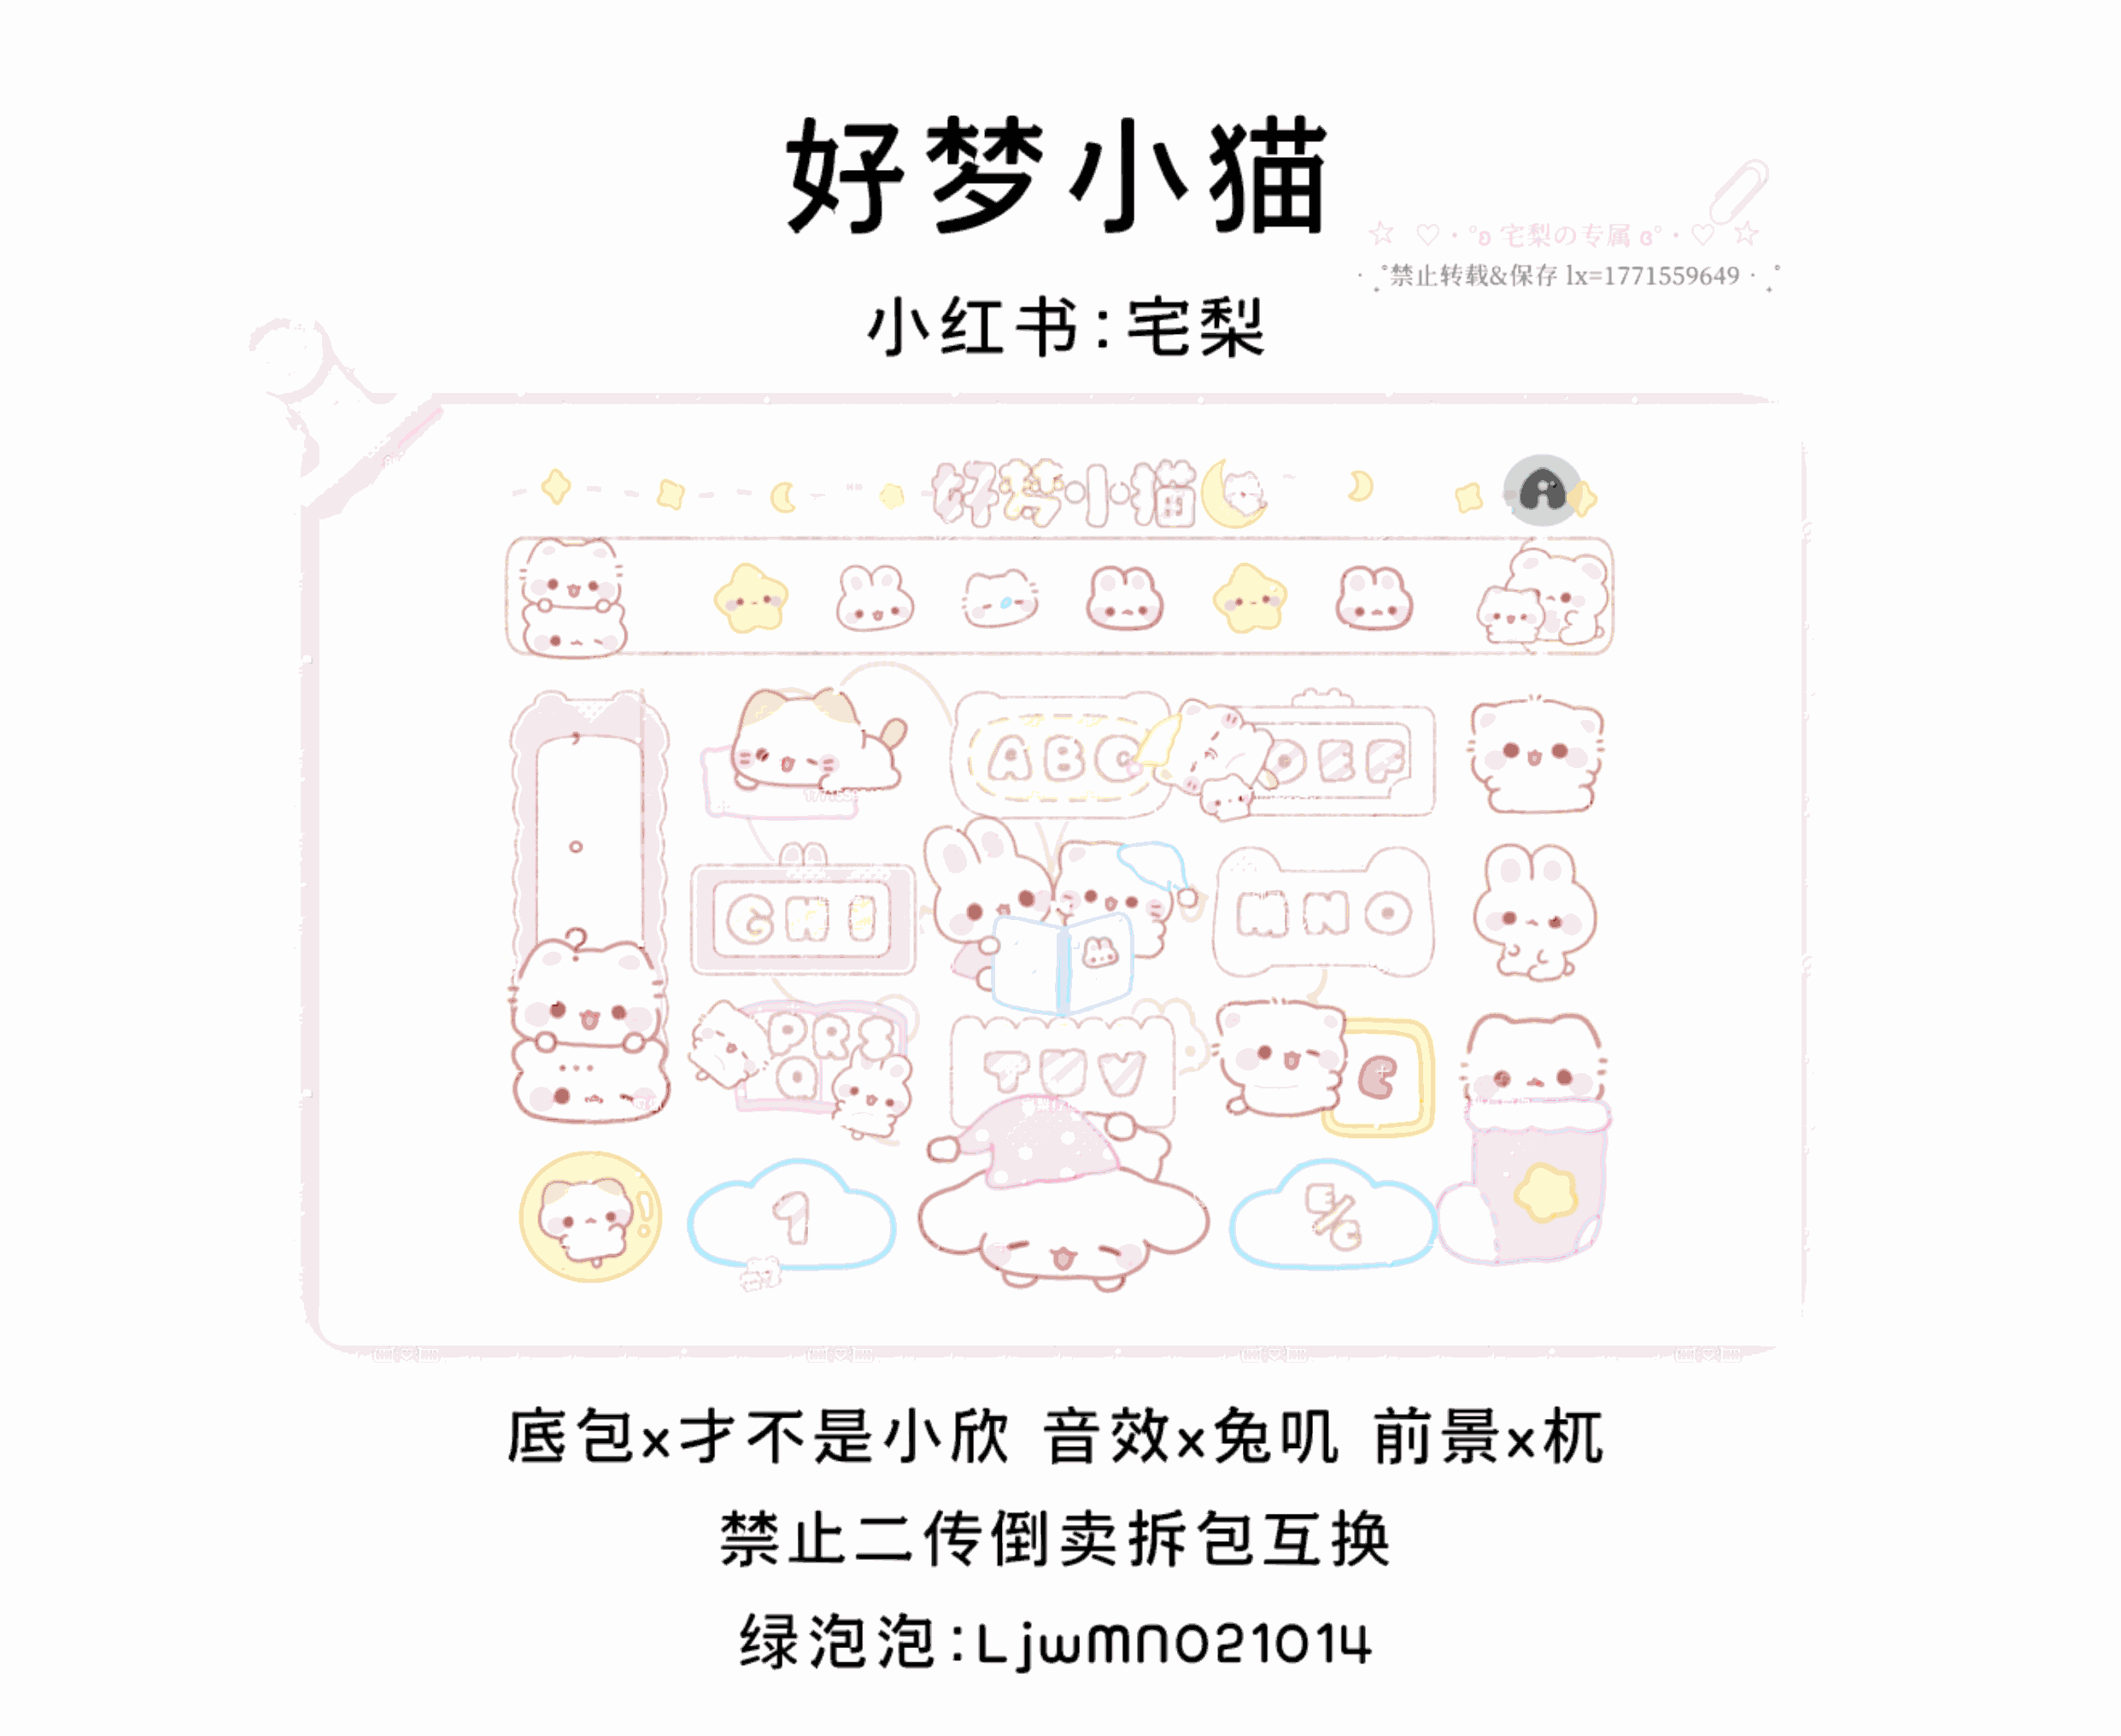 好梦小猫
☆ ♡・°ʚ 宅梨の专属 ɞ°・♡ ☆
禁止转载&保存 lx=1771559649
小红书:宅梨
好梦小猫
A
ABC
DEF
GHI
MNO
PRS
Q
TUV
1
底包x才不是小欣 音效x兔叽 前景x杌
禁止二传倒卖拆包互换
绿泡泡:Ljwmn021014